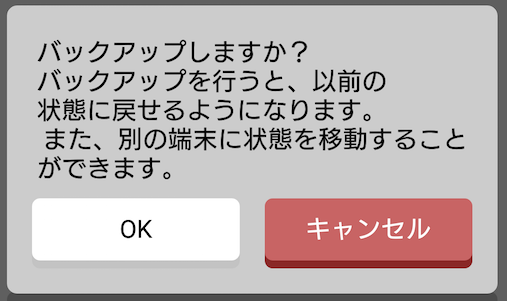 バックアップしますか？
バックアップを行うと、以前の
状態に戻せるようになります。
また、別の端末に状態を移動すること
ができます。
OK
キャンセル